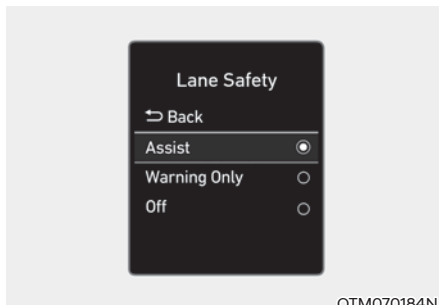 Lane Safety
Back
Assist
Warning Only
Off
OTM070184N